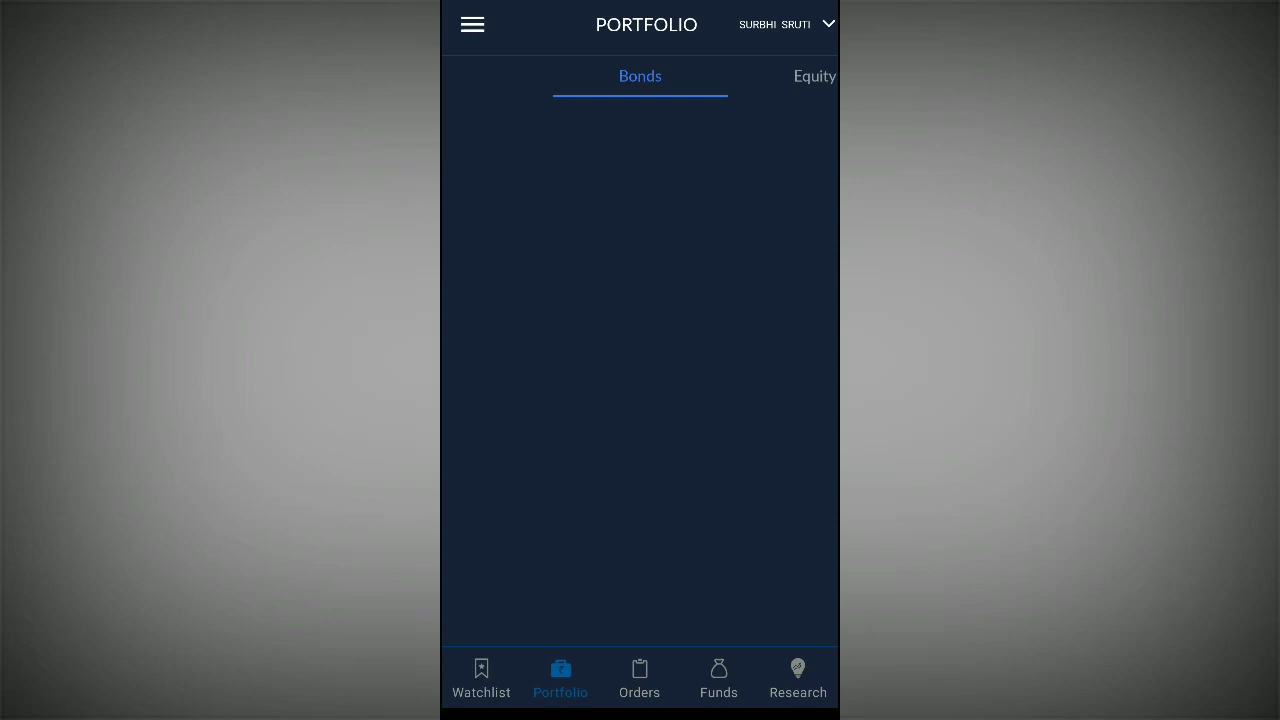 PORTFOLIO
SURBHI SRUTI
Bonds
Equity
Watchlist
Portfolio
Orders
Funds
Research